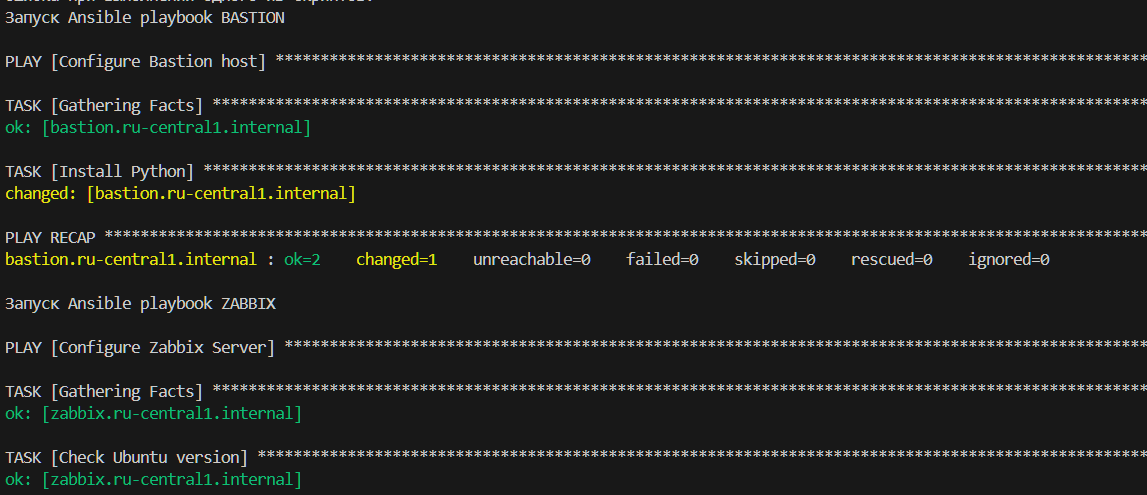 Запуск Ansible playbook BASTION
PLAY [Configure Bastion host] ****************************************************************************************************
TASK [Gathering Facts] ***********************************************************************************************************
ok: [bastion.ru-central1.internal]
TASK [Install Python] ************************************************************************************************************
changed: [bastion.ru-central1.internal]
PLAY RECAP ***********************************************************************************************************************
bastion.ru-central1.internal : ok=2    changed=1    unreachable=0    failed=0    skipped=0    rescued=0    ignored=0
Запуск Ansible playbook ZABBIX
PLAY [Configure Zabbix Server] ***************************************************************************************************
TASK [Gathering Facts] ***********************************************************************************************************
ok: [zabbix.ru-central1.internal]
TASK [Check Ubuntu version] ******************************************************************************************************
ok: [zabbix.ru-central1.internal]